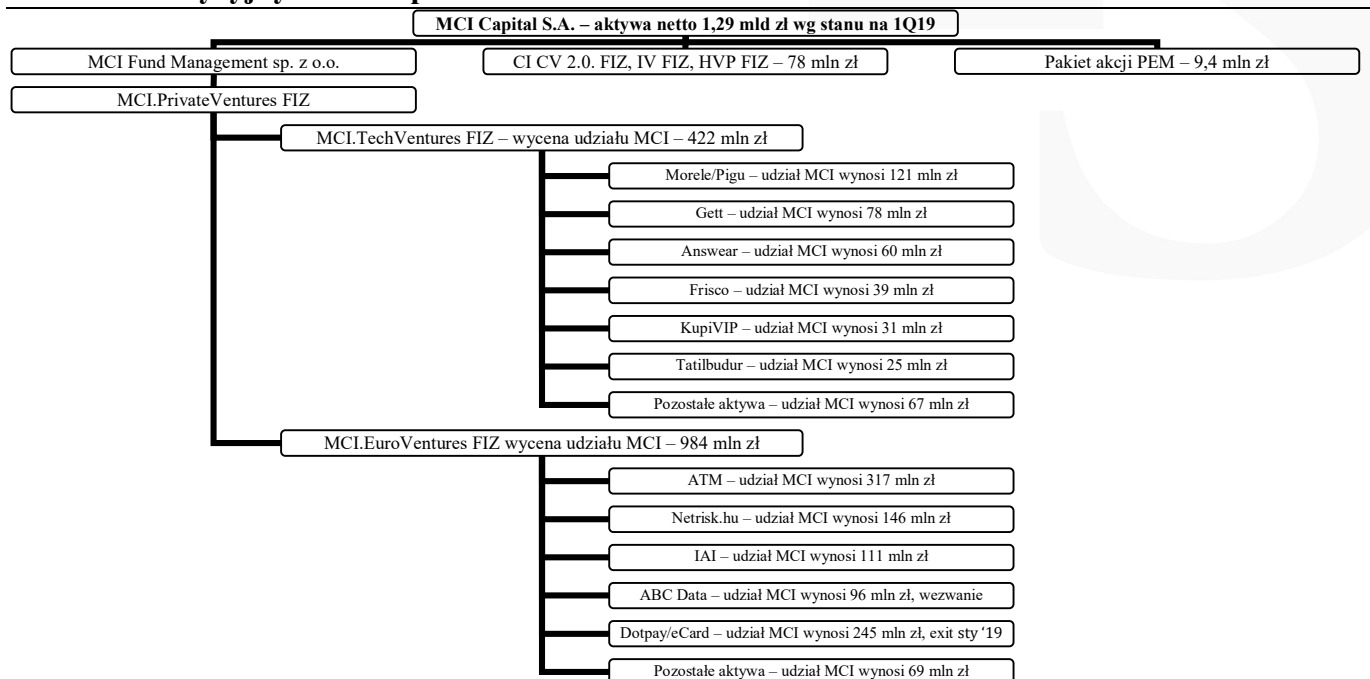 MCI Capital S.A. – aktywa netto 1,29 mld zł wg stanu na 1Q19
MCI Fund Management sp. z o.o.
CI CV 2.0. FIZ, IV FIZ, HVP FIZ – 78 mln zł
Pakiet akcji PEM – 9,4 mln zł
MCI.PrivateVentures FIZ
MCI.TechVentures FIZ – wycena udziału MCI – 422 mln zł
Morele/Pigu – udział MCI wynosi 121 mln zł
Gett – udział MCI wynosi 78 mln zł
Answear – udział MCI wynosi 60 mln zł
Frisco – udział MCI wynosi 39 mln zł
KupiVIP – udział MCI wynosi 31 mln zł
Tatilbudur – udział MCI wynosi 25 mln zł
Pozostałe aktywa – udział MCI wynosi 67 mln zł
MCI.EuroVentures FIZ wycena udziału MCI – 984 mln zł
ATM – udział MCI wynosi 317 mln zł
Netrisk.hu – udział MCI wynosi 146 mln zł
IAI – udział MCI wynosi 111 mln zł
ABC Data – udział MCI wynosi 96 mln zł, wezwanie
Dotpay/eCard – udział MCI wynosi 245 mln zł, exit sty ‘19
Pozostałe aktywa – udział MCI wynosi 69 mln zł